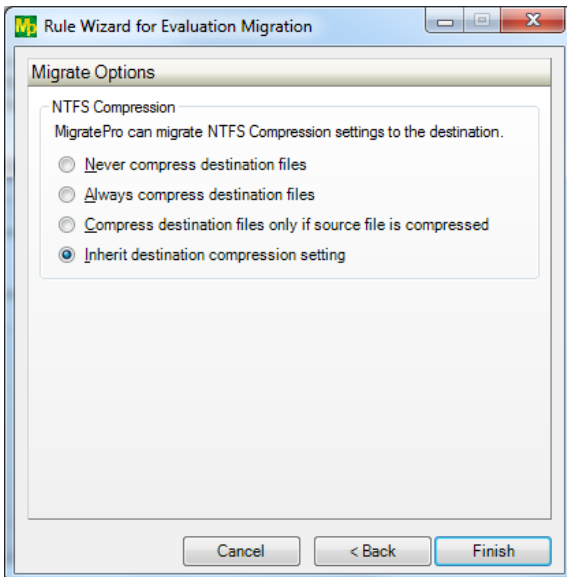 Mp Rule Wizard for Evaluation Migration
Migrate Options
NTFS Compression
MigratePro can migrate NTFS Compression settings to the destination.
Never compress destination files
Always compress destination files
Compress destination files only if source file is compressed
Inherit destination compression setting
Cancel < Back Finish